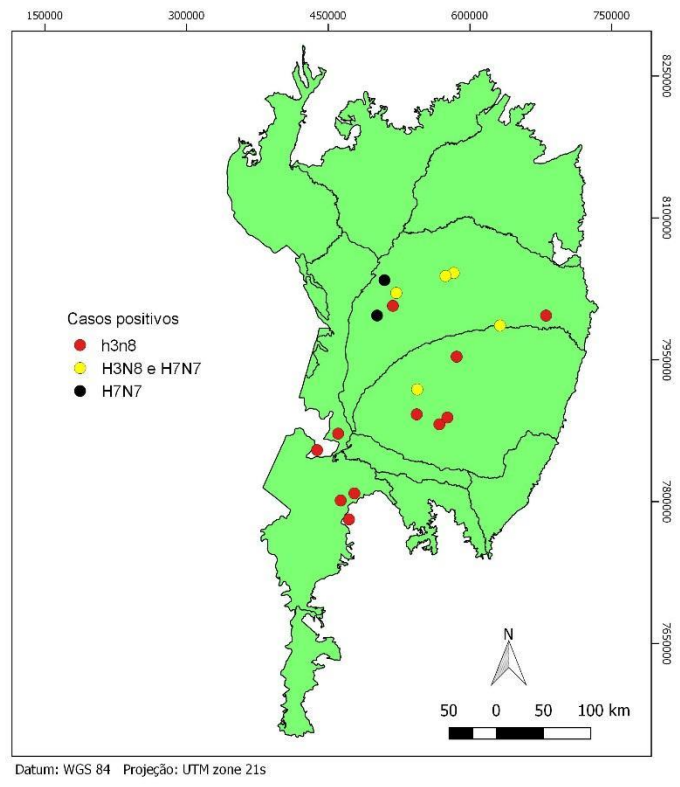 150000 300000 450000 600000 750000
8250000
8100000
7950000
7800000
7650000
Casos positivos
h3n8
H3N8 e H7N7
H7N7
N
50 0 50 100 km
Datum: WGS 84 Projeção: UTM zone 21s